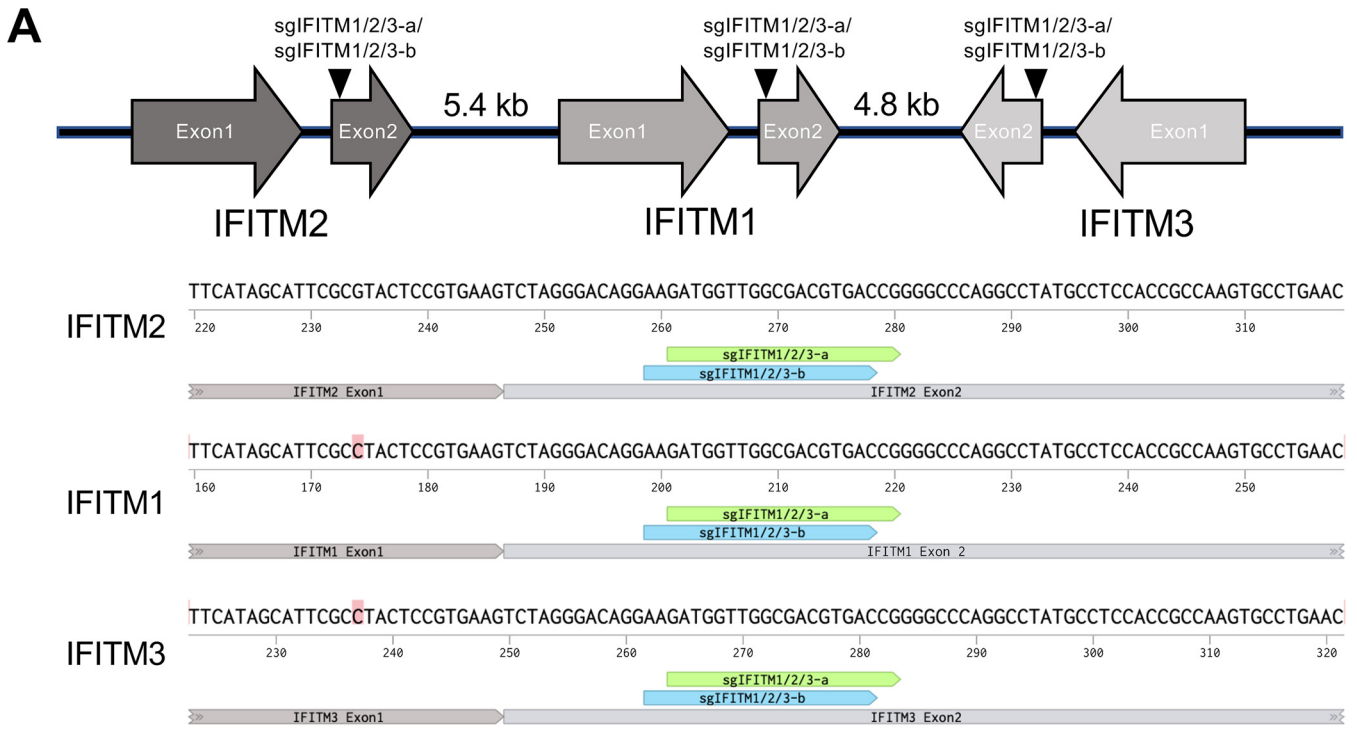 A
sgIFITM1/2/3-a/ sgIFITM1/2/3-a/ sgIFITM1/2/3-a/
sgIFITM1/2/3-b sgIFITM1/2/3-b sgIFITM1/2/3-b
5.4 kb 4.8 kb
Exon1 Exon2 Exon1 Exon2 Exon2 Exon1
IFITM2 IFITM1 IFITM3
TTCATAGCATTCGCGTACTCCGTGAAGTCTAGGGACAGGAAGATGGTTGGCGACGTGACCGGGGCCCAGGCCTATGCCTCCACCGCCAAGTGCCTGAAC
IFITM2
220 230 240 250 260 270 280 290 300 310
sgIFITM1/2/3-a
sgIFITM1/2/3-b
IFITM2 Exon1 IFITM2 Exon2
TTCATAGCATTCGCCTACTCCGTGAAGTCTAGGGACAGGAAGATGGTTGGCGACGTGACCGGGGCCCAGGCCTATGCCTCCACCGCCAAGTGCCTGAAC
160 170 180 190 200 210 220 230 240 250
IFITM1
sgIFITM1/2/3-a
sgIFITM1/2/3-b
IFITM1 Exon1 IFITM1 Exon 2
TTCATAGCATTCGCCTACTCCGTGAAGTCTAGGGACAGGAAGATGGTTGGCGACGTGACCGGGGCCCAGGCCTATGCCTCCACCGCCAAGTGCCTGAAC
230 240 250 260 270 280 290 300 310 320
IFITM3
sgIFITM1/2/3-a
sgIFITM1/2/3-b
IFITM3 Exon1 IFITM3 Exon2